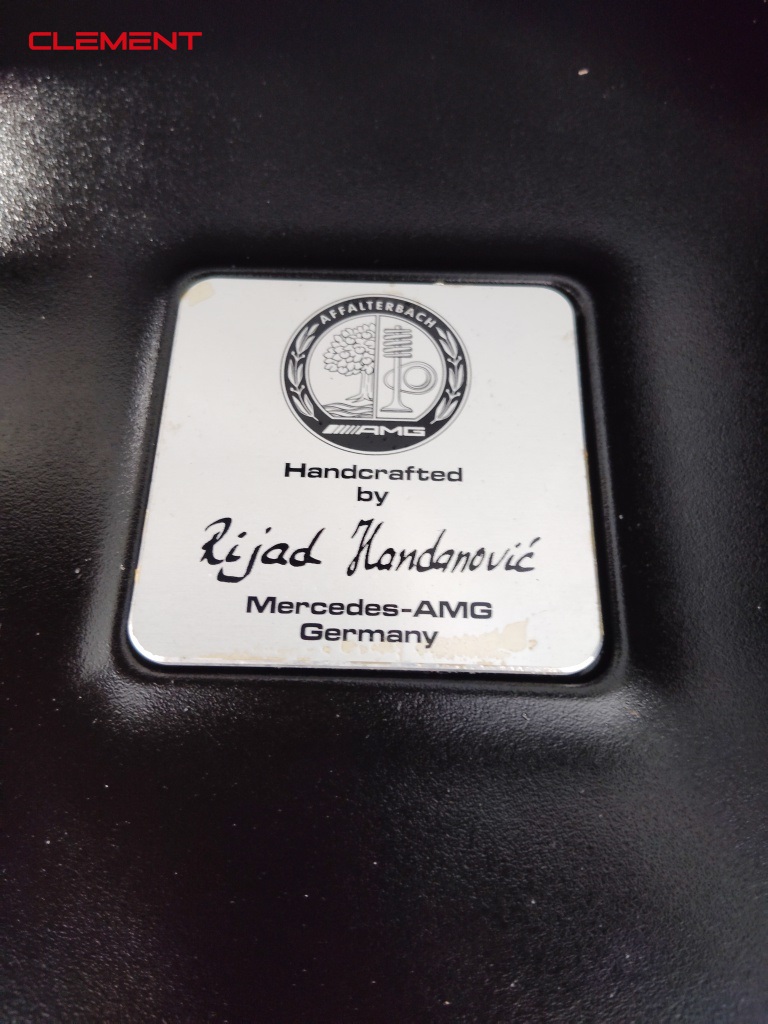 CLEMENT
AFFALTERBACH
AMG
Handcrafted
by
Rijad Handanović
Mercedes-AMG
Germany